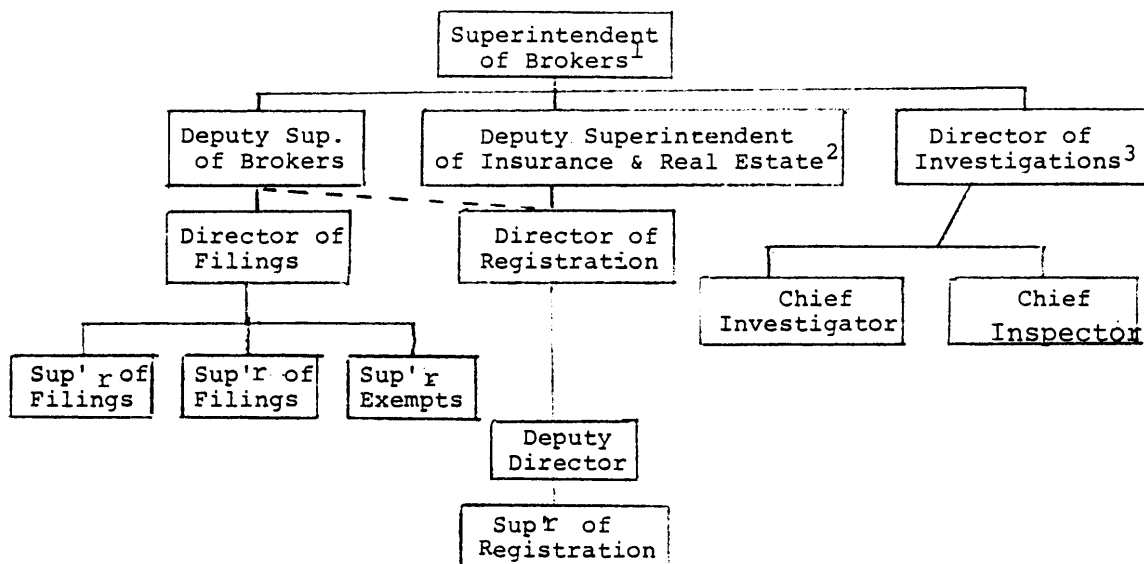 Superintendent
of Brokers1
Deputy Sup.
of Brokers
Deputy Superintendent
of Insurance & Real Estate2
Director of
Investigations3
Director of
Filings
Director of
Registration
Chief
Investigator
Chief
Inspector
Sup'r of
Filings
Sup'r of
Filings
Sup'r
Exempts
Deputy
Director
Sup'r of
Registration